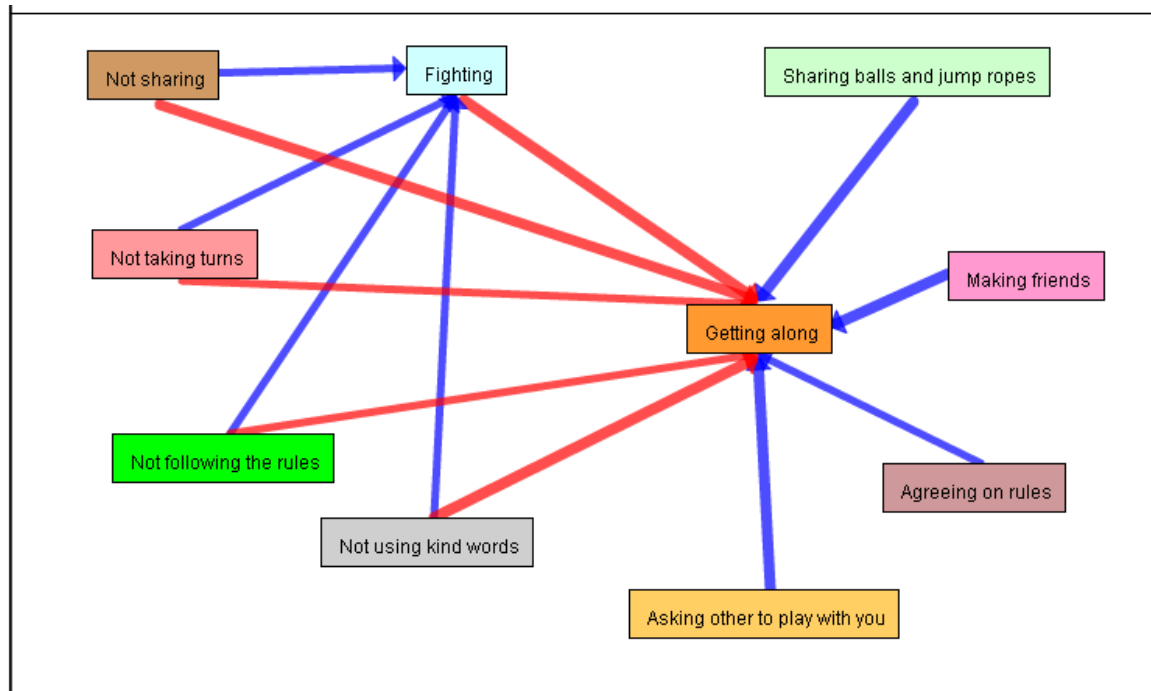 Not sharing
Fighting
Sharing balls and jump ropes
Not taking turns
Making friends
Getting along
Not following the rules
Agreeing on rules
Not using kind words
Asking other to play with you